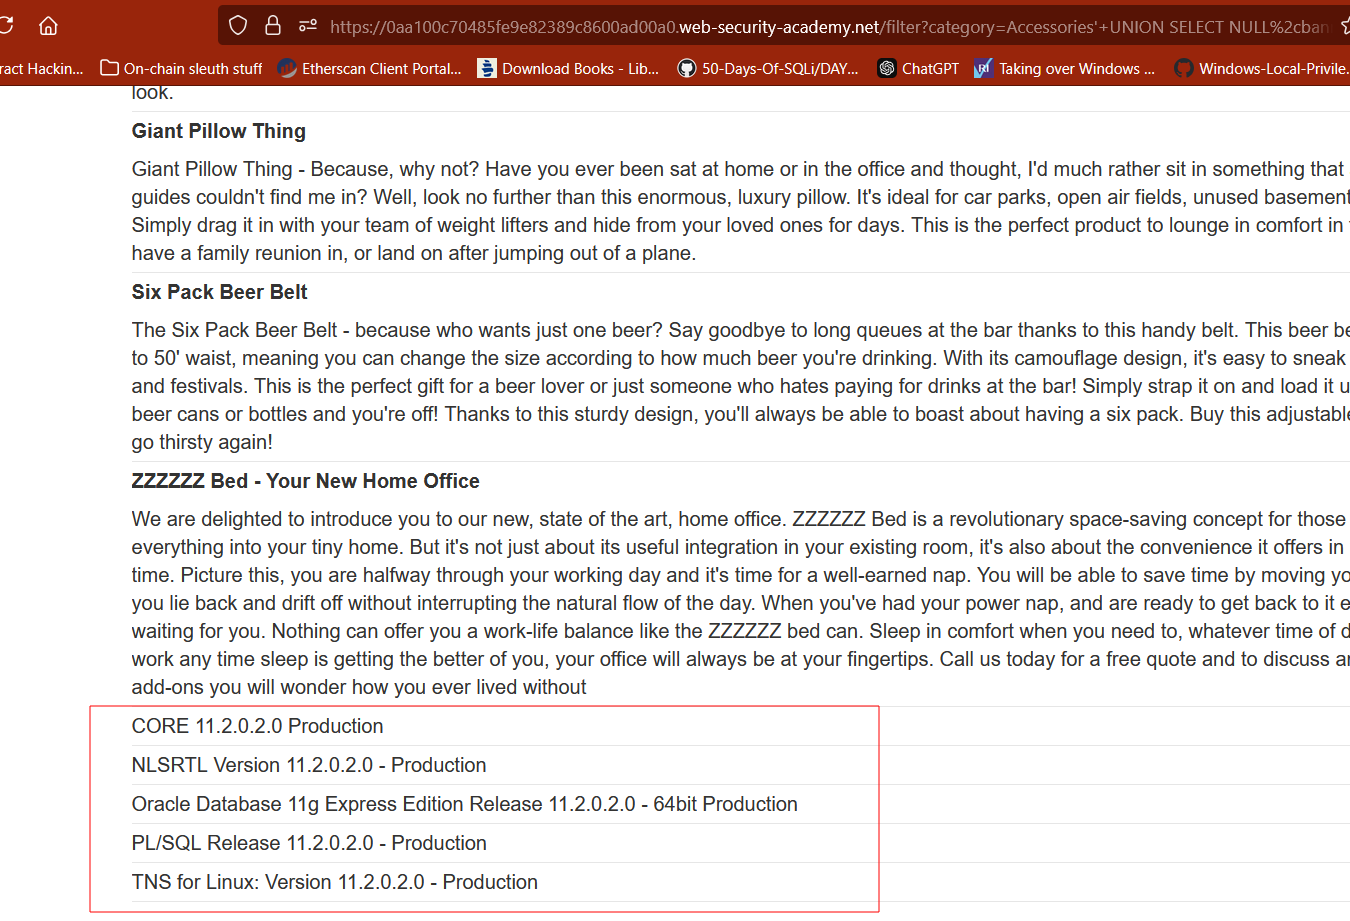 https://0aa100c70485fe9e82389c8600ad00a0.web-security-academy.net/filter?category=Accessories'+UNION SELECT NULL%2cban
ract Hackin... On-chain sleuth stuff Etherscan Client Portal... Download Books - Lib... 50-Days-Of-SQLi/DAY... ChatGPT Taking over Windows ... Windows-Local-Privile...
look.
Giant Pillow Thing
Giant Pillow Thing - Because, why not? Have you ever been sat at home or in the office and thought, I'd much rather sit in something that
guides couldn't find me in? Well, look no further than this enormous, luxury pillow. It's ideal for car parks, open air fields, unused basement
Simply drag it in with your team of weight lifters and hide from your loved ones for days. This is the perfect product to lounge in comfort in
have a family reunion in, or land on after jumping out of a plane.
Six Pack Beer Belt
The Six Pack Beer Belt - because who wants just one beer? Say goodbye to long queues at the bar thanks to this handy belt. This beer be
to 50' waist, meaning you can change the size according to how much beer you're drinking. With its camouflage design, it's easy to sneak
and festivals. This is the perfect gift for a beer lover or just someone who hates paying for drinks at the bar! Simply strap it on and load it u
beer cans or bottles and you're off! Thanks to this sturdy design, you'll always be able to boast about having a six pack. Buy this adjustable
go thirsty again!
ZZZZZZ Bed - Your New Home Office
We are delighted to introduce you to our new, state of the art, home office. ZZZZZZ Bed is a revolutionary space-saving concept for those
everything into your tiny home. But it's not just about its useful integration in your existing room, it's also about the convenience it offers in
time. Picture this, you are halfway through your working day and it's time for a well-earned nap. You will be able to save time by moving yo
you lie back and drift off without interrupting the natural flow of the day. When you've had your power nap, and are ready to get back to it e
waiting for you. Nothing can offer you a work-life balance like the ZZZZZZ bed can. Sleep in comfort when you need to, whatever time of d
work any time sleep is getting the better of you, your office will always be at your fingertips. Call us today for a free quote and to discuss a
add-ons you will wonder how you ever lived without
CORE 11.2.0.2.0 Production
NLSRTL Version 11.2.0.2.0 - Production
Oracle Database 11g Express Edition Release 11.2.0.2.0 - 64bit Production
PL/SQL Release 11.2.0.2.0 - Production
TNS for Linux: Version 11.2.0.2.0 - Production